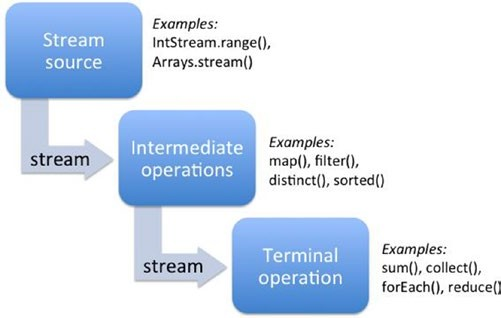 Stream
source
Examples:
IntStream.range(),
Arrays.stream()
stream
Intermediate
operations
Examples:
map(), filter(),
distinct(), sorted()
stream
Terminal
operation
Examples:
sum(), collect(),
forEach(), reduce()